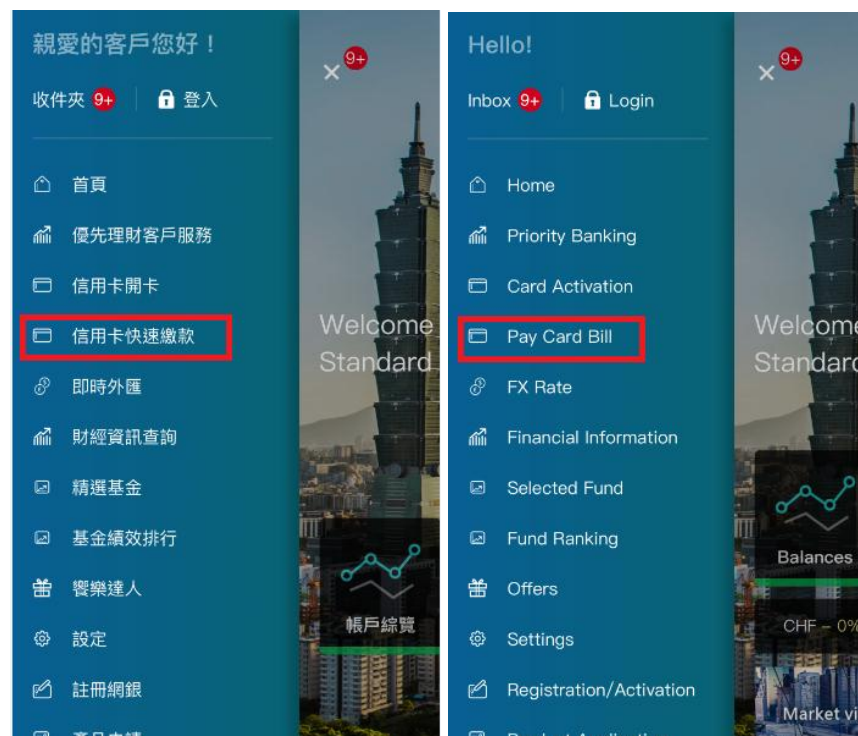 親愛的客戶您好！
收件夾 9+ 登入
首頁
優先理財客戶服務
信用卡開卡
信用卡快速繳款
即時外匯
財經資訊查詢
精選基金
基金績效排行
饗樂達人
設定
註冊網銀
9+
Welcome
Standard
帳戶綜覽
Hello!
Inbox 9+ Login
Home
Priority Banking
Card Activation
Pay Card Bill
FX Rate
Financial Information
Selected Fund
Fund Ranking
Offers
Settings
Registration/Activation
9+
Welcome
Standard
Balances
CHF – 0%
Market vi